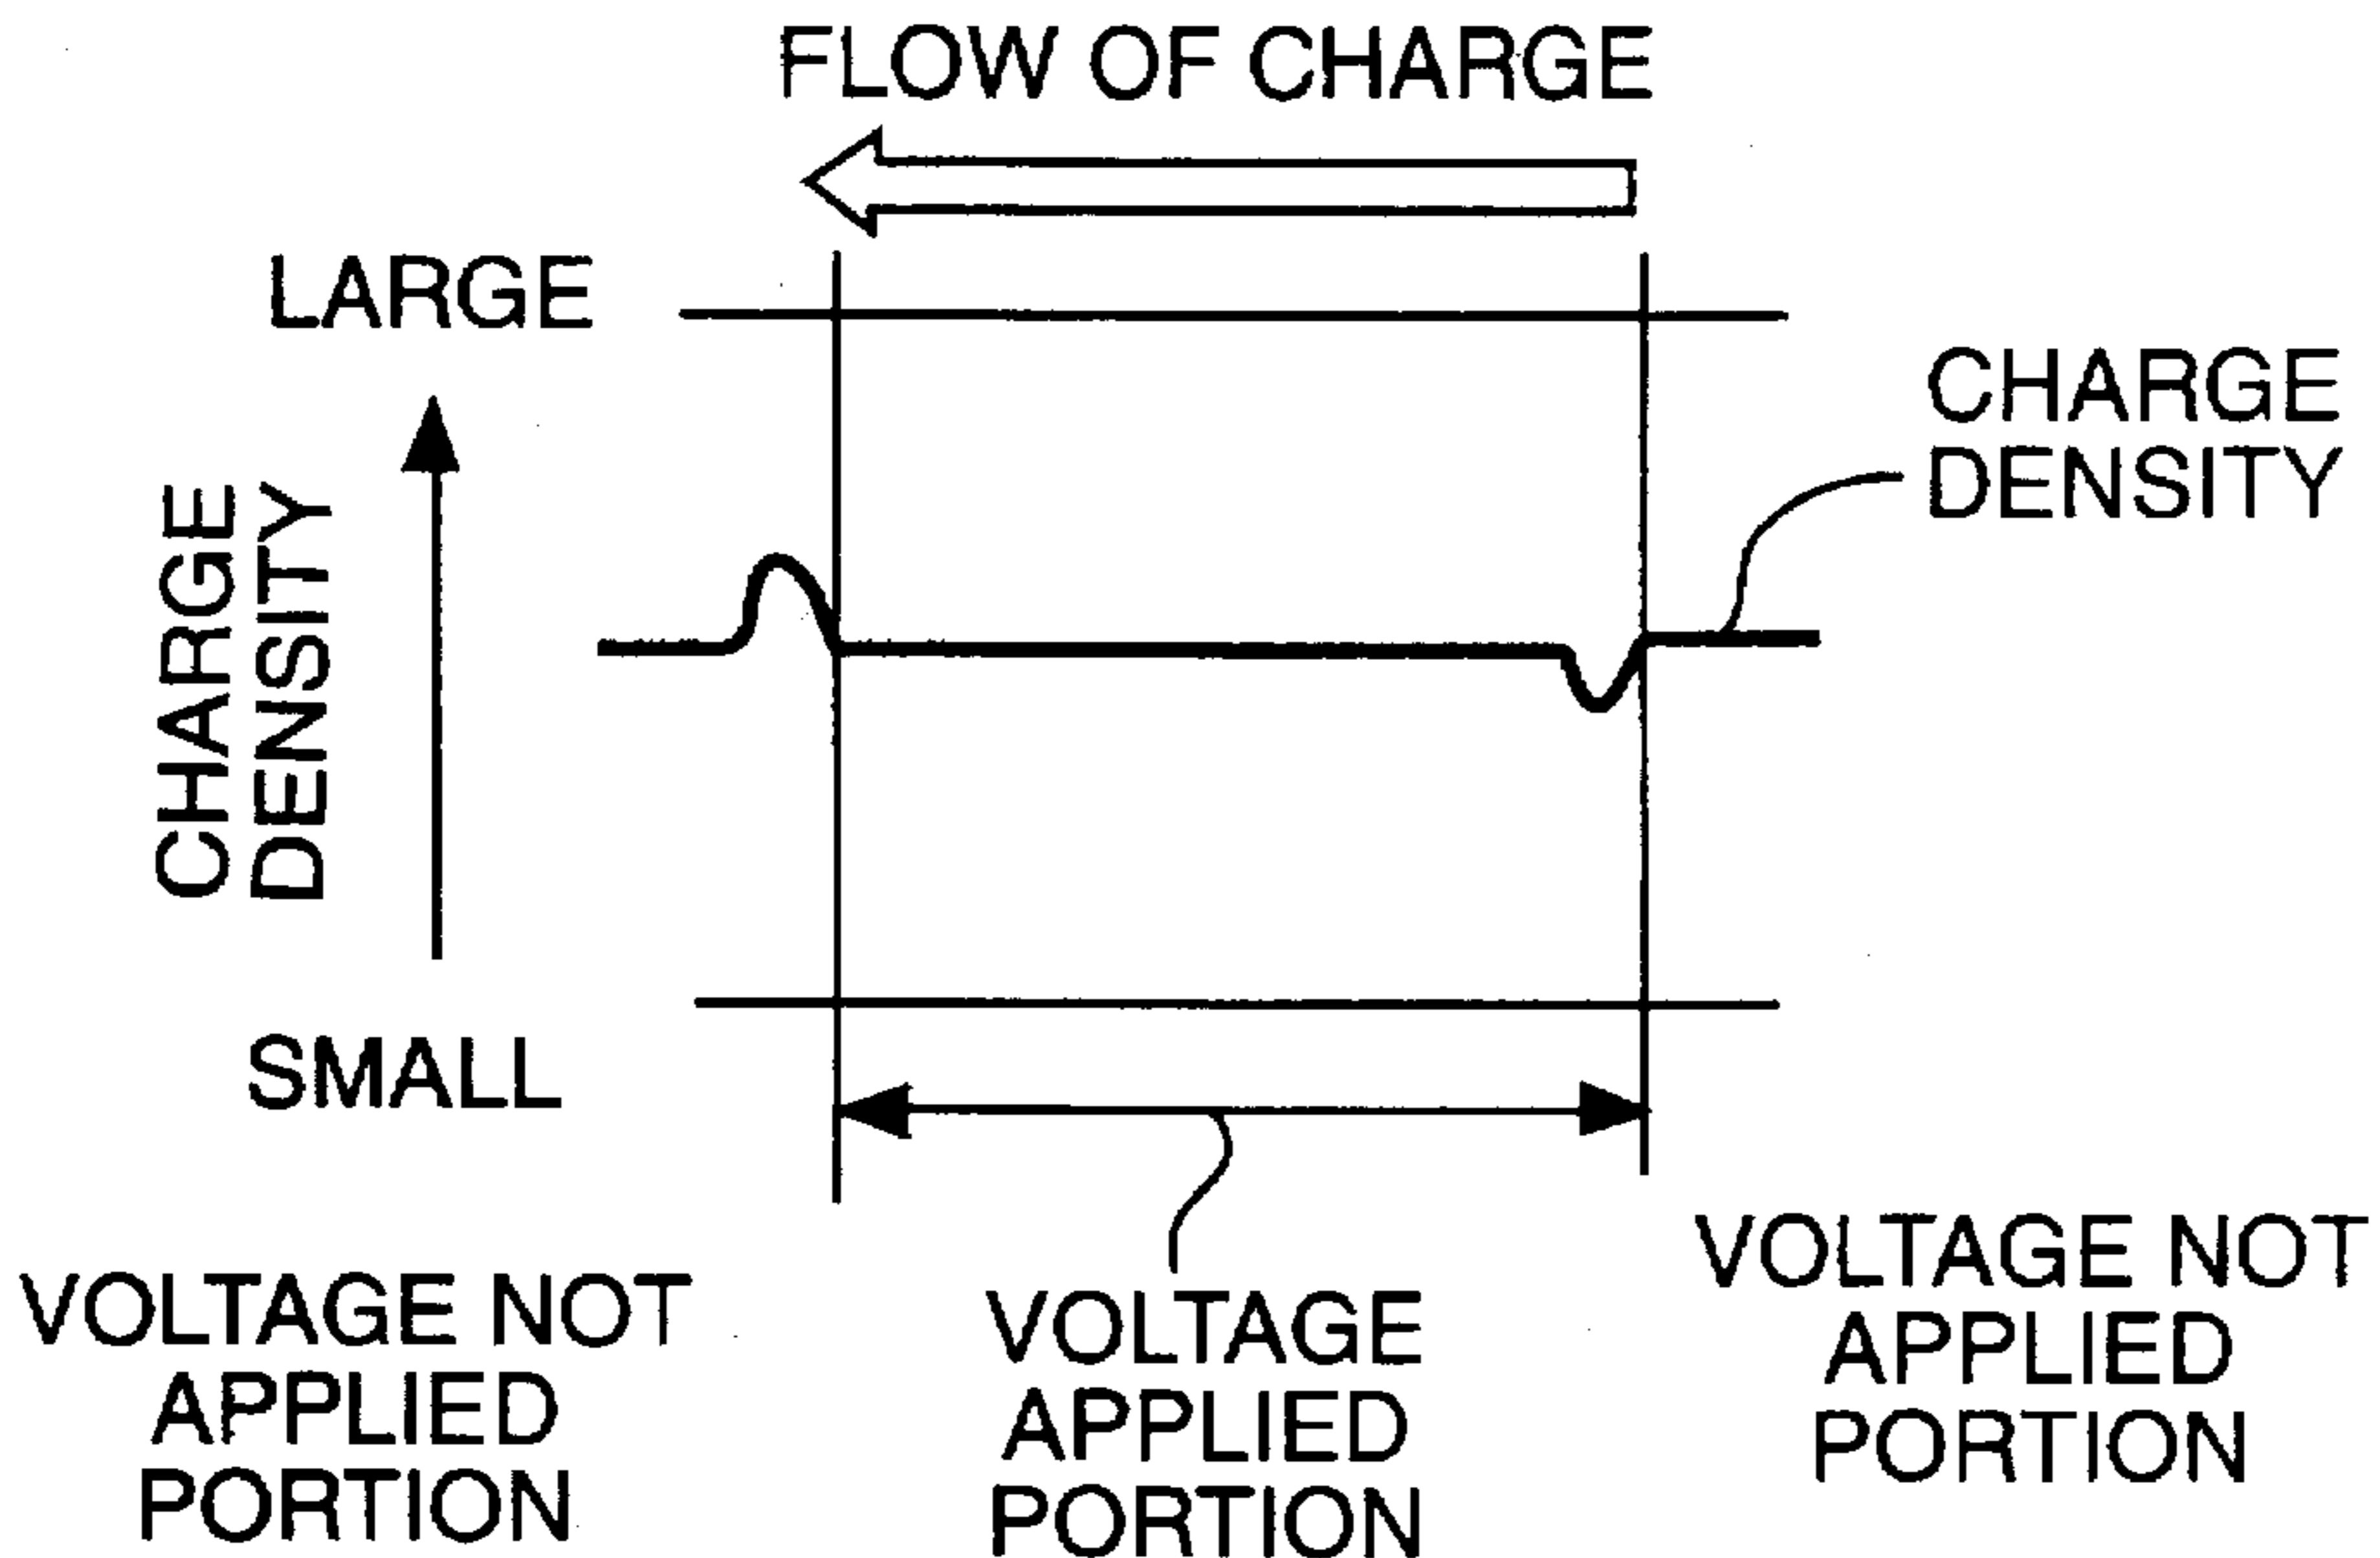 FLOW OF CHARGE
LARGE
CHARGE
DENSITY
CHARGE
DENSITY
SMALL
VOLTAGE NOT
APPLIED
PORTION
VOLTAGE
APPLIED
PORTION
VOLTAGE NOT
APPLIED
PORTION